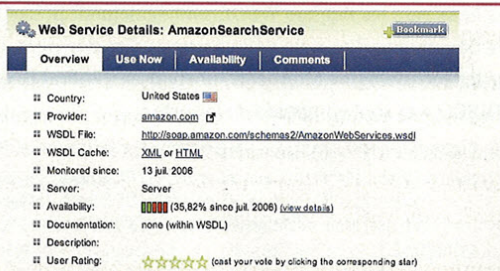 Web Service Details: AmazonSearchService
Bookmark
Overview Use Now Availability Comments
Country: United States
Provider: amazon.com
WSDL File: http://soap.amazon.com/schemas2/AmazonWebServices.wsdl
WSDL Cache: XML or HTML
Monitored since: 13 juil. 2006
Server: Server
Availability: (35,82% since juil. 2006) (view details)
Documentation: none (within WSDL)
Description:
User Rating: (cast your vote by clicking the corresponding star)